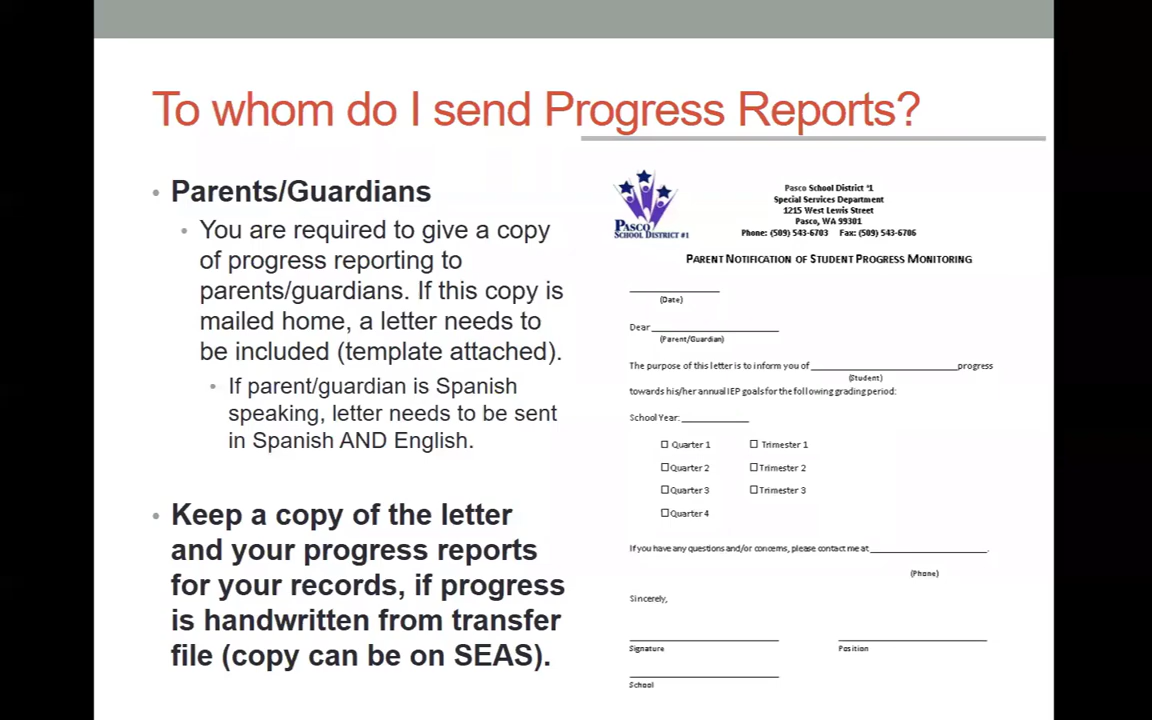 To whom do I send Progress Reports?
• Parents/Guardians
• You are required to give a copy
of progress reporting to
parents/guardians. If this copy is
mailed home, a letter needs to
be included (template attached).
• If parent/guardian is Spanish
speaking, letter needs to be sent
in Spanish AND English.
• Keep a copy of the letter
and your progress reports
for your records, if progress
is handwritten from transfer
file (copy can be on SEAS).
PASCO
SCHOOL DISTRICT #1
Pasco School District #1
Special Services Department
1215 West Lewis Street
Pasco, WA 99301
Phone: (509) 543-6703 Fax: (509) 543-6706
PARENT NOTIFICATION OF STUDENT PROGRESS MONITORING
(Date)
Dear
(Parent/Guardian)
The purpose of this letter is to inform you of progress
(Student)
towards his/her annual IEP goals for the following grading period:
School Year:
☐ Quarter 1 ☐ Trimester 1
☐ Quarter 2 ☐ Trimester 2
☐ Quarter 3 ☐ Trimester 3
☐ Quarter 4
If you have any questions and/or concerns, please contact me at .
(Phone)
Sincerely,
Signature Position
School